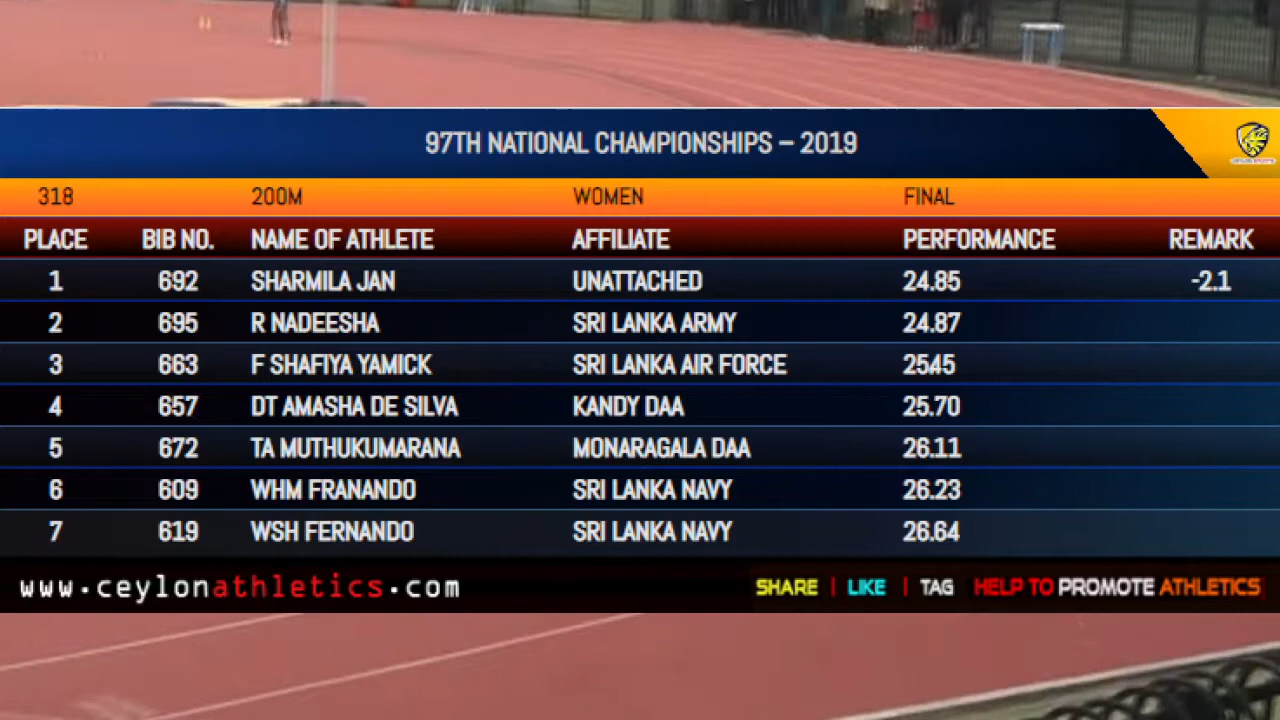 97TH NATIONAL CHAMPIONSHIPS – 2019
318 200M WOMEN FINAL
PLACE BIB NO. NAME OF ATHLETE AFFILIATE PERFORMANCE REMARK
1 692 SHARMILA JAN UNATTACHED 24.85 -2.1
2 695 R NADEESHA SRI LANKA ARMY 24.87
3 663 F SHAFIYA YAMICK SRI LANKA AIR FORCE 25.45
4 657 DT AMASHA DE SILVA KANDY DAA 25.70
5 672 TA MUTHUKUMARANA MONARAGALA DAA 26.11
6 609 WHM FRANANDO SRI LANKA NAVY 26.23
7 619 WSH FERNANDO SRI LANKA NAVY 26.64
www.ceylonathletics.com SHARE | LIKE | TAG HELP TO PROMOTE ATHLETICS